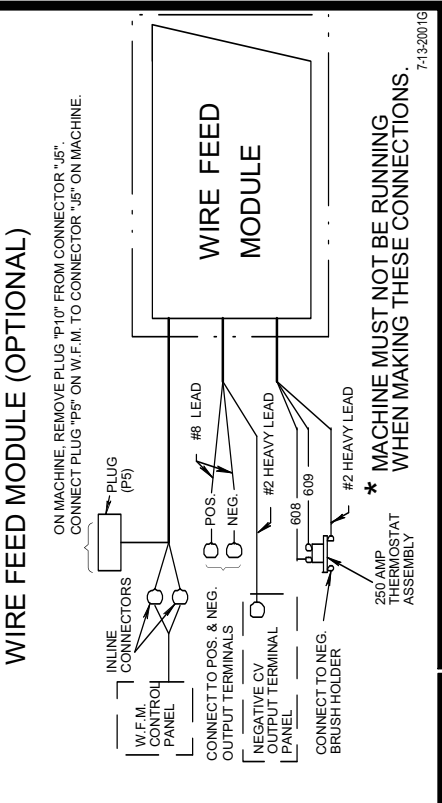 WIRE FEED MODULE (OPTIONAL)
ON MACHINE, REMOVE PLUG "P10" FROM CONNECTOR "J5".
CONNECT PLUG "P5" ON W.F.M. TO CONNECTOR "J5" ON MACHINE.
PLUG
(P5)
INLINE
CONNECTORS
W.F.M.
CONTROL
PANEL
WIRE FEED
MODULE
#8 LEAD
POS.
NEG.
CONNECT TO POS. & NEG.
OUTPUT TERMINALS
#2 HEAVY LEAD
NEGATIVE CV
OUTPUT TERMINAL
PANEL
608
609
#2 HEAVY LEAD
CONNECT TO NEG.
BRUSH HOLDER
250 AMP
THERMOSTAT
ASSEMBLY
* MACHINE MUST NOT BE RUNNING
WHEN MAKING THESE CONNECTIONS.
7-13-2001G